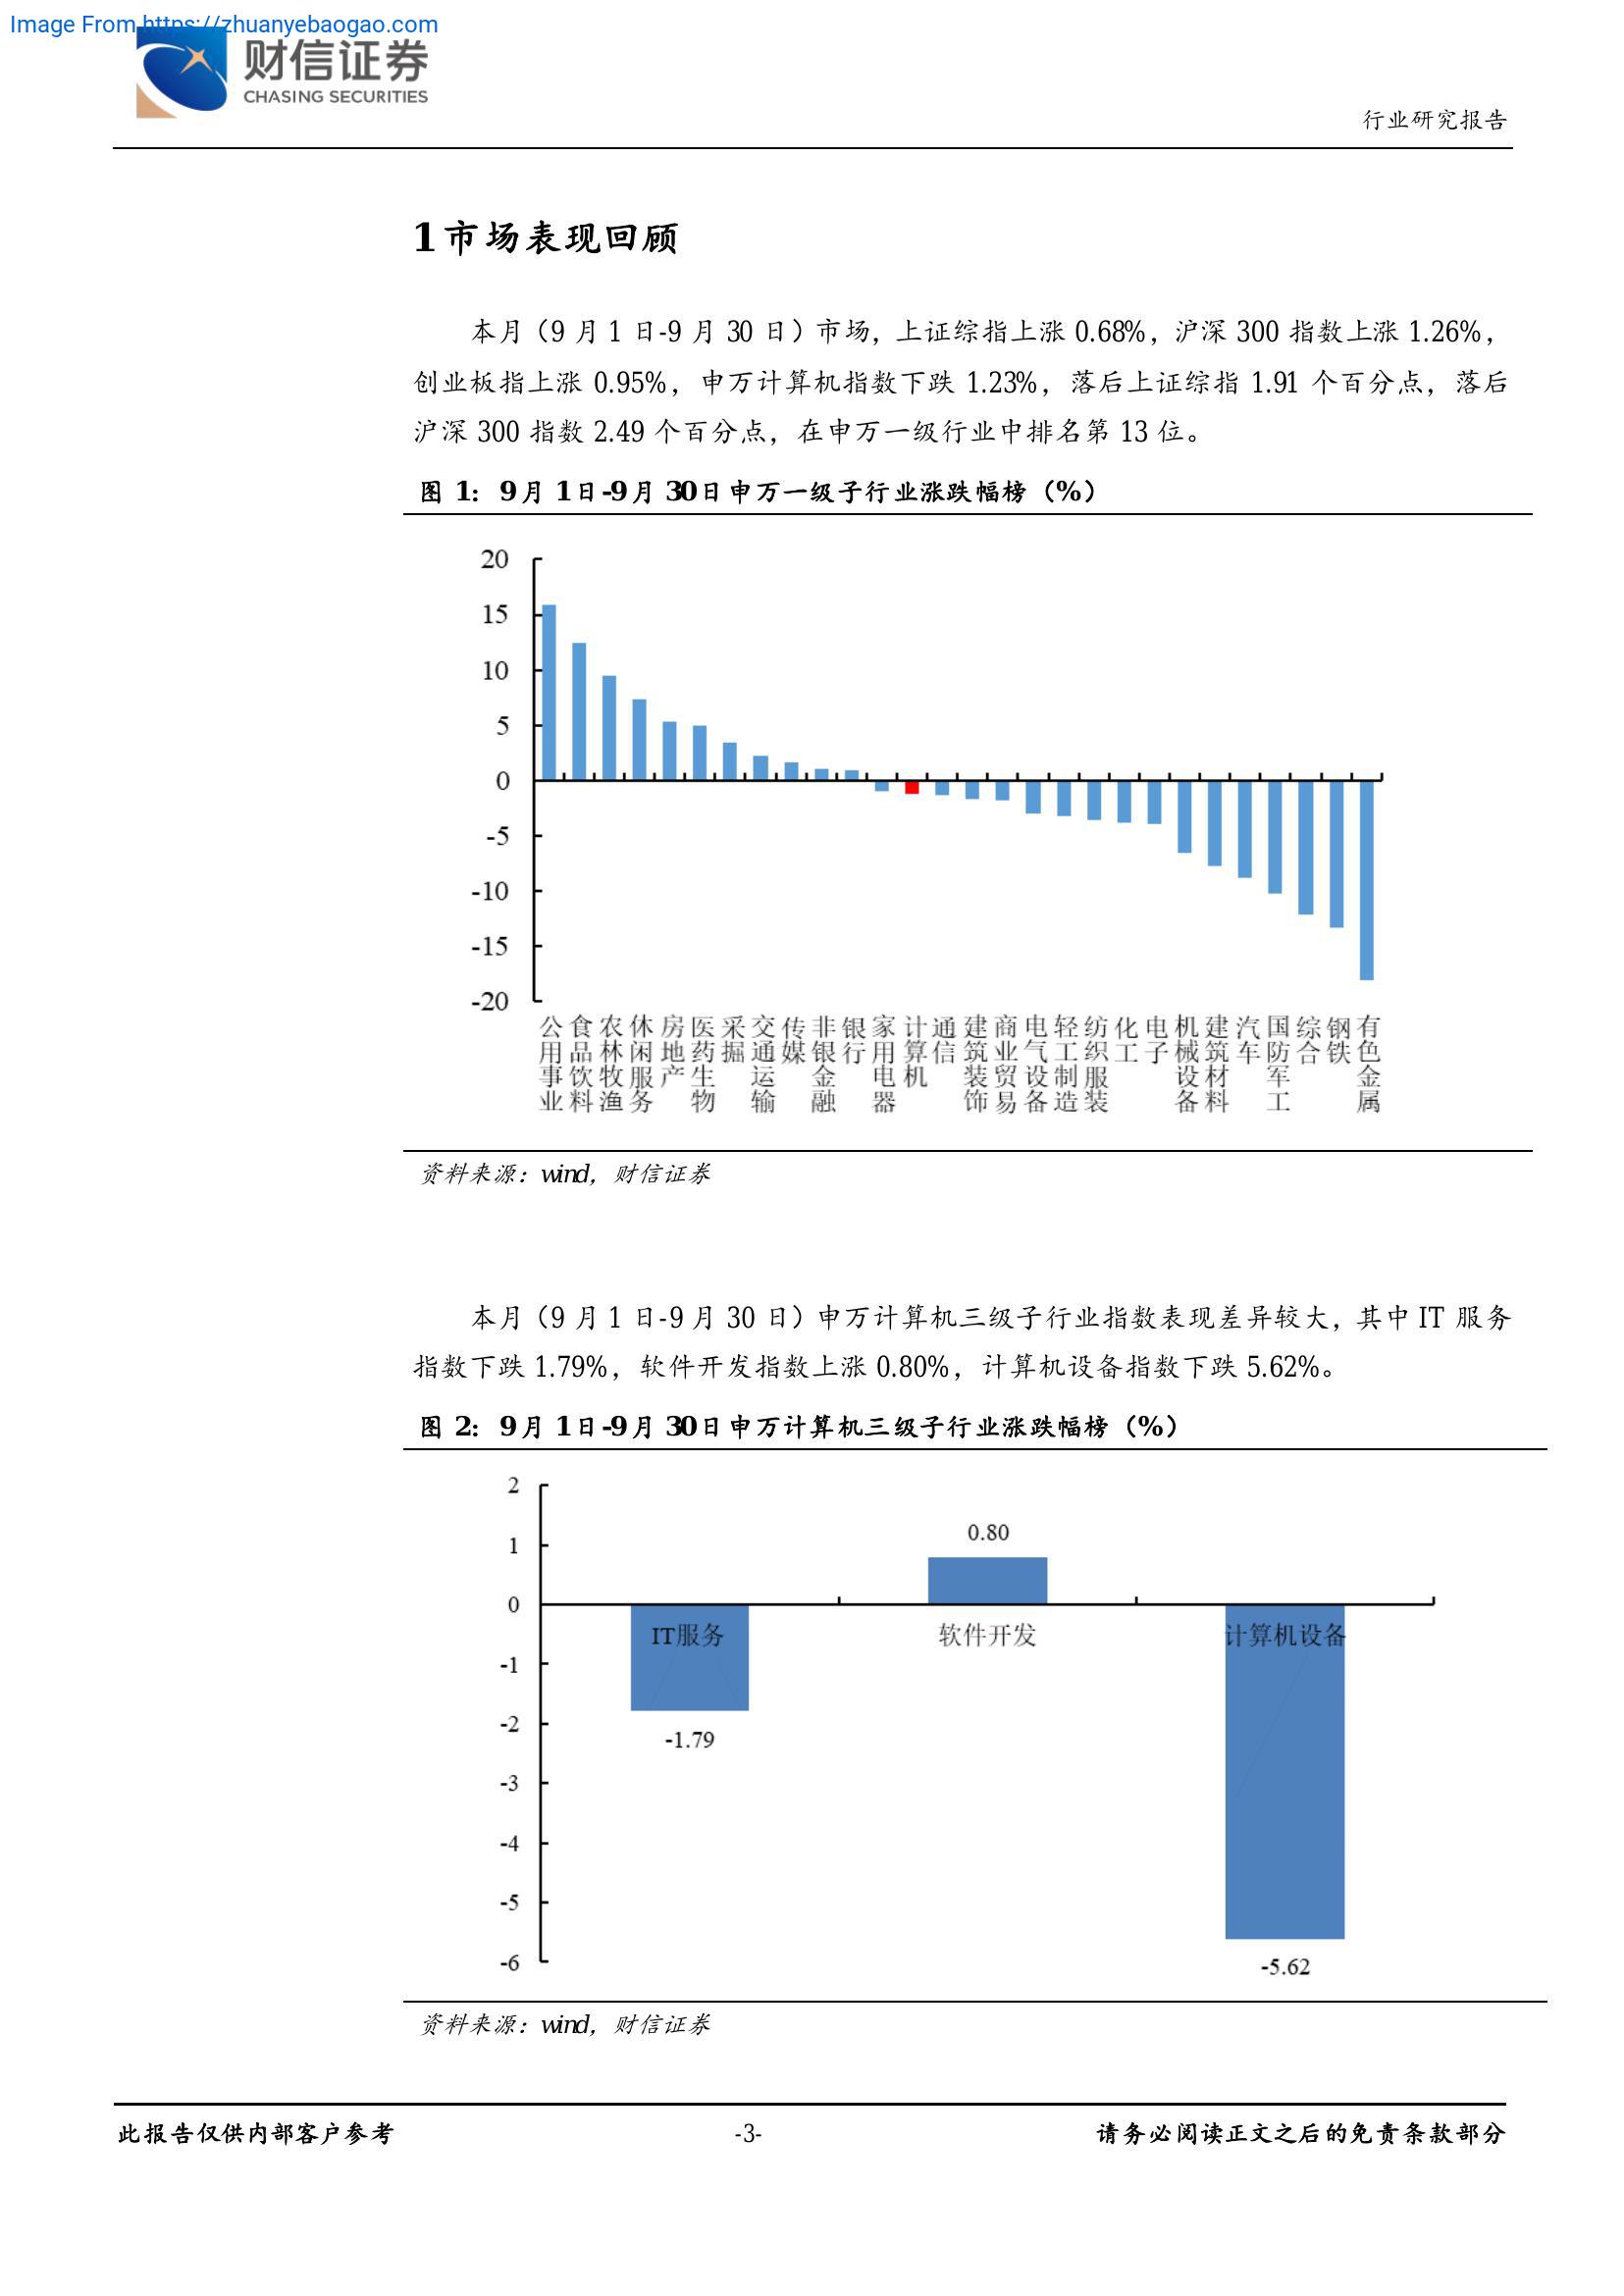 Image From https://zhuanyebaogao.com
财信证券
CHASING SECURITIES
行业研究报告
1市场表现回顾
本月（9 月 1 日-9 月 30 日）市场，上证综指上涨 0.68%，沪深 300 指数上涨 1.26%，
创业板指上涨 0.95%，申万计算机指数下跌 1.23%，落后上证综指 1.91 个百分点，落后
沪深 300 指数 2.49 个百分点，在申万一级行业中排名第 13 位。
图 1：9月 1日-9月 30日申万一级子行业涨跌幅榜（%）
20
15
10
5
0
-5
-10
-15
-20
公用事业
食品饮料
农林牧渔
休闲服务
房地产
医药生物
采掘
交通运输
传媒
非银金融
银行
家用电器
计算机
通信
建筑装饰
商业贸易
电气设备
轻工制造
纺织服装
化工
电子
机械设备
建筑材料
汽车
国防军工
综合
钢铁
有色金属
资料来源：wind，财信证券
本月（9 月 1 日-9 月 30 日）申万计算机三级子行业指数表现差异较大，其中 IT 服务
指数下跌 1.79%，软件开发指数上涨 0.80%，计算机设备指数下跌 5.62%。
图 2：9月 1日-9月 30日申万计算机三级子行业涨跌幅榜（%）
2
1
0
-1
-2
-3
-4
-5
-6
0.80
IT服务
软件开发
计算机设备
-1.79
-5.62
资料来源：wind，财信证券
此报告仅供内部客户参考
-3-
请务必阅读正文之后的免责条款部分